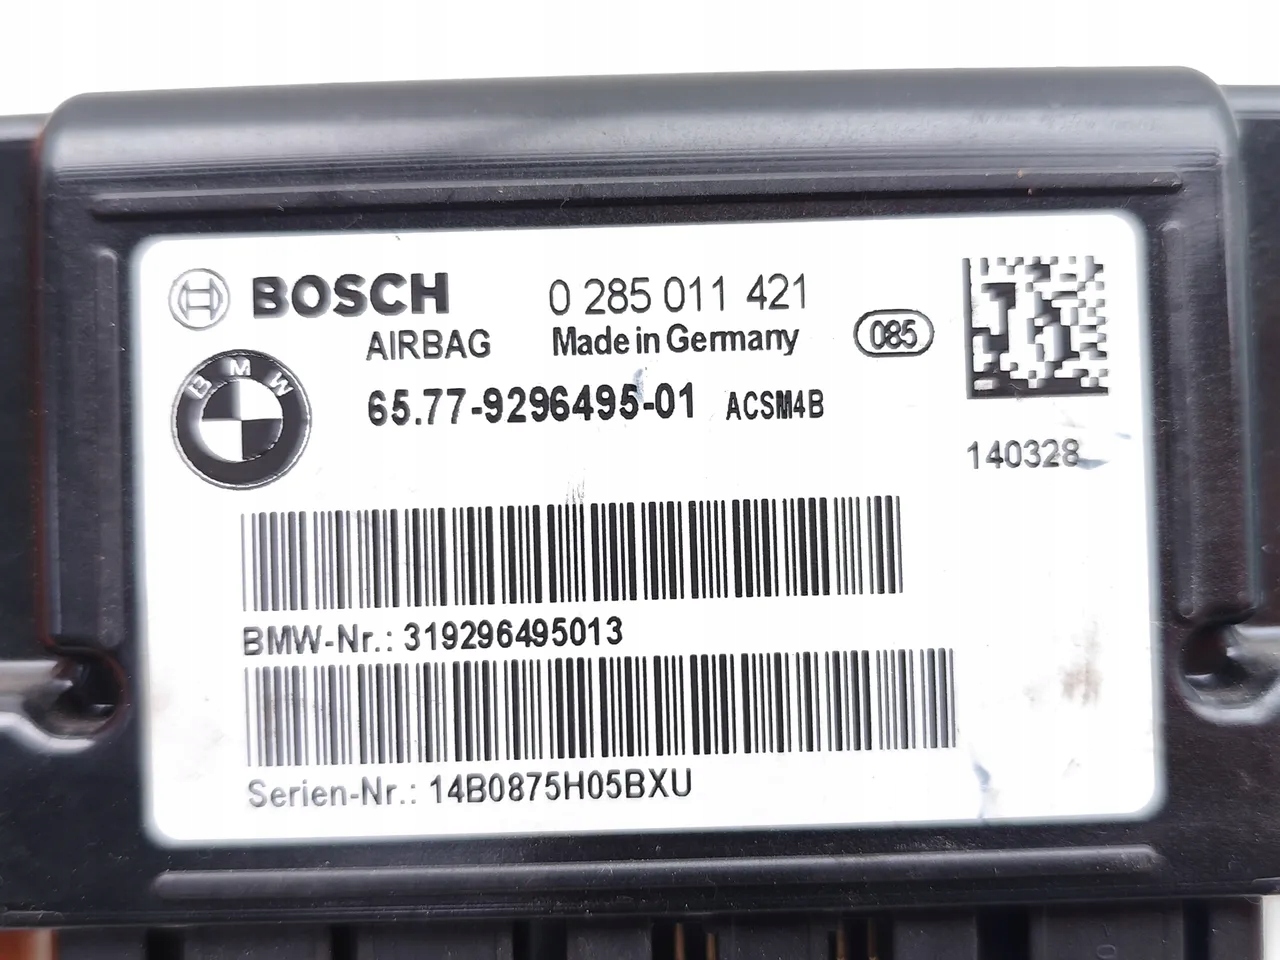 BOSCH 0 285 011 421
AIRBAG Made in Germany 085
BMW
65.77-9296495-01 ACSM4B
140328
BMW-Nr.: 319296495013
Serien-Nr.: 14B0875H05BXU